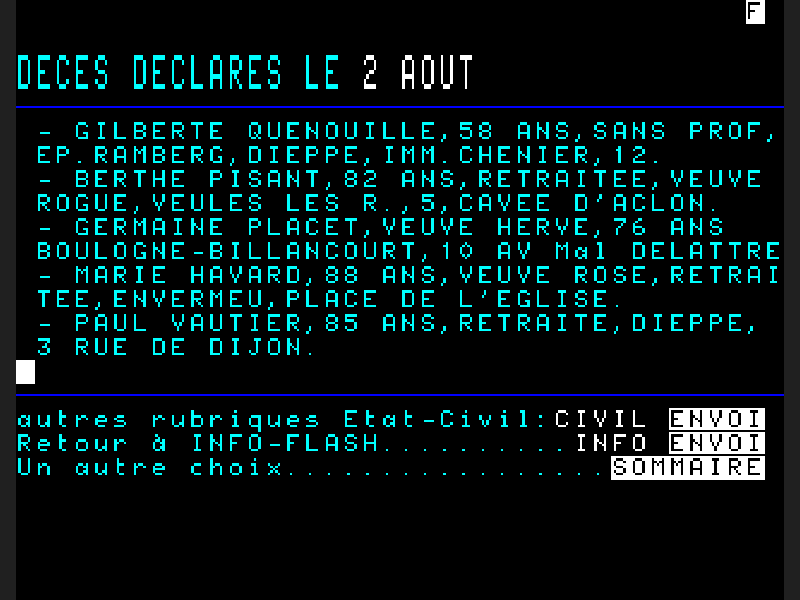 F
DECES DECLARES LE 2 AOUT
- GILBERTE QUENOUILLE,58 ANS,SANS PROF,
EP.RAMBERG,DIEPPE,IMM.CHENIER,12.
- BERTHE PISANT,82 ANS,RETRAITEE,VEUVE
ROGUE,VEULES LES R.,5,CAVEE D'ACLON.
- GERMAINE PLACET,VEUVE HERVE,76 ANS
BOULOGNE-BILLANCOURT,10 AV Mal DELATTRE
- MARIE HAVARD,88 ANS,VEUVE ROSE,RETRAI
TEE,ENVERMEU,PLACE DE L'EGLISE.
- PAUL VAUTIER,85 ANS,RETRAITE,DIEPPE,
3 RUE DE DIJON.
autres rubriques Etat-Civil:CIVIL ENVOI
Retour à INFO-FLASH..........INFO ENVOI
Un autre choix.................SOMMAIRE